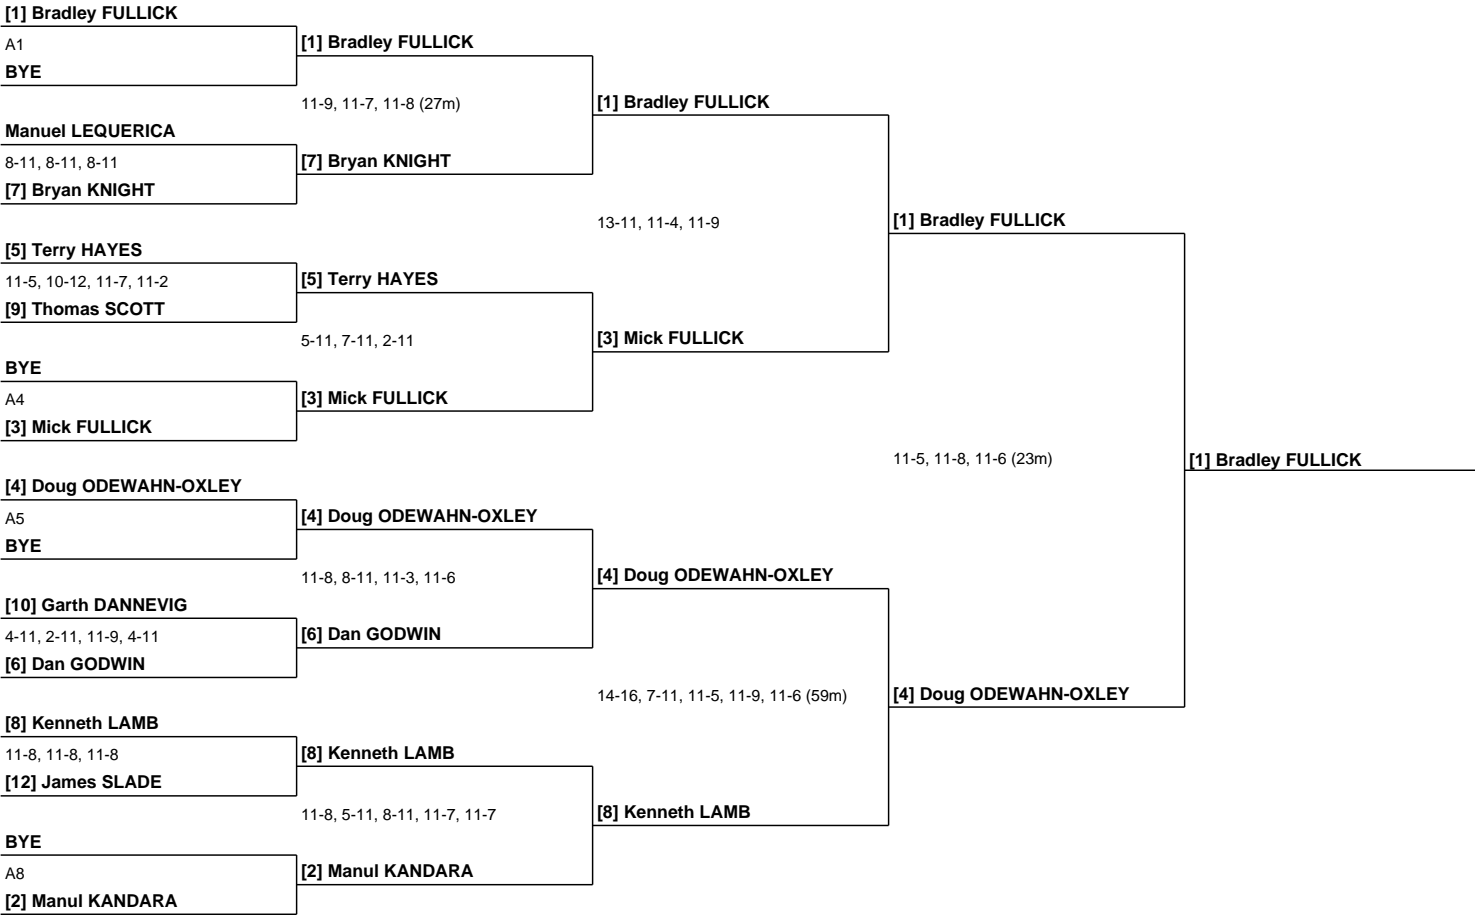 [1] Bradley FULLICK
A1
BYE
Manuel LEQUERICA
8-11, 8-11, 8-11
[7] Bryan KNIGHT
[5] Terry HAYES
11-5, 10-12, 11-7, 11-2
[9] Thomas SCOTT
BYE
A4
[3] Mick FULLICK
[4] Doug ODEWAHN-OXLEY
A5
BYE
[10] Garth DANNEVIG
4-11, 2-11, 11-9, 4-11
[6] Dan GODWIN
[8] Kenneth LAMB
11-8, 11-8, 11-8
[12] James SLADE
BYE
A8
[2] Manul KANDARA
[1] Bradley FULLICK
11-9, 11-7, 11-8 (27m)
[7] Bryan KNIGHT
[5] Terry HAYES
5-11, 7-11, 2-11
[3] Mick FULLICK
[4] Doug ODEWAHN-OXLEY
11-8, 8-11, 11-3, 11-6
[6] Dan GODWIN
[8] Kenneth LAMB
11-8, 5-11, 8-11, 11-7, 11-7
[2] Manul KANDARA
[1] Bradley FULLICK
13-11, 11-4, 11-9
[3] Mick FULLICK
[4] Doug ODEWAHN-OXLEY
14-16, 7-11, 11-5, 11-9, 11-6 (59m)
[8] Kenneth LAMB
[1] Bradley FULLICK
11-5, 11-8, 11-6 (23m)
[4] Doug ODEWAHN-OXLEY
[1] Bradley FULLICK